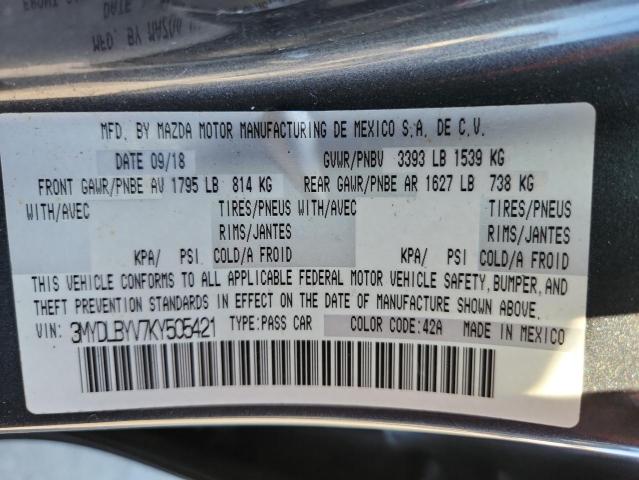 MFD. BY MAZDA MOTOR MANUFACTURING DE MEXICO S.A. DE C.V.
DATE 09/18 GVWR/PNBV 3393 LB 1539 KG
FRONT GAWR/PNBE AV 1795 LB 814 KG REAR GAWR/PNBE AR 1627 LB 738 KG
WITH/AVEC TIRES/PNEUS WITH/AVEC TIRES/PNEUS
RIMS/JANTES RIMS/JANTES
KPA/ PSI COLD/A FROID KPA/ PSI COLD/A FROID
THIS VEHICLE CONFORMS TO ALL APPLICABLE FEDERAL MOTOR VEHICLE SAFETY, BUMPER, AND
THEFT PREVENTION STANDARDS IN EFFECT ON THE DATE OF MANUFACTURE SHOWN ABOVE.
VIN: 3MYDLBYV7KY505421 TYPE:PASS CAR COLOR CODE:42A MADE IN MEXICO